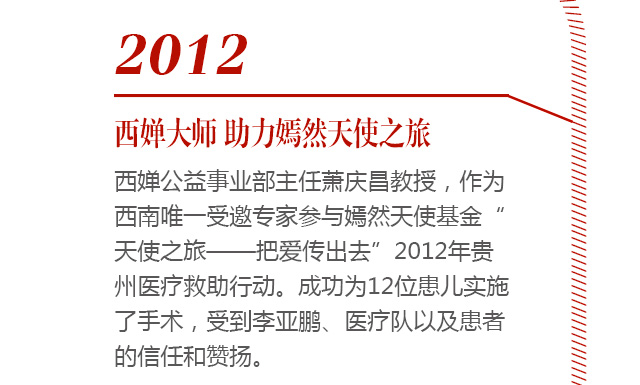 2012
西婵大师 助力嫣然天使之旅
西婵公益事业部主任萧庆昌教授，作为
西南唯一受邀专家参与嫣然天使基金“
天使之旅——把爱传出去”2012年贵
州医疗救助行动。成功为12位患儿实施
了手术，受到李亚鹏、医疗队以及患者
的信任和赞扬。